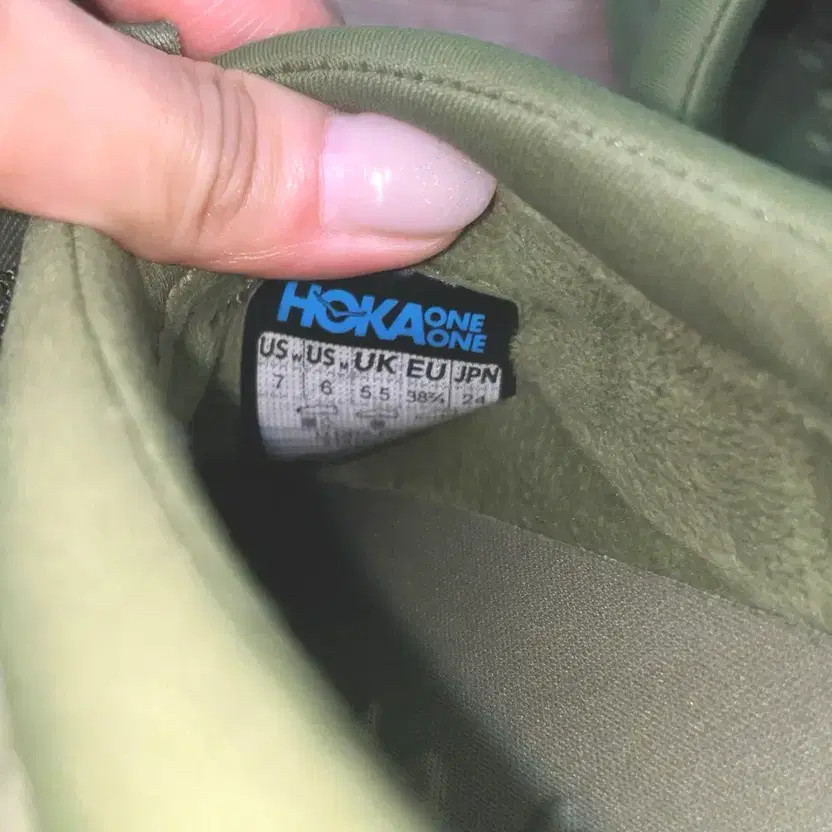 HOKA ONE ONE
US W US M UK EU JPN
7 6 5.5 38⅔ 24